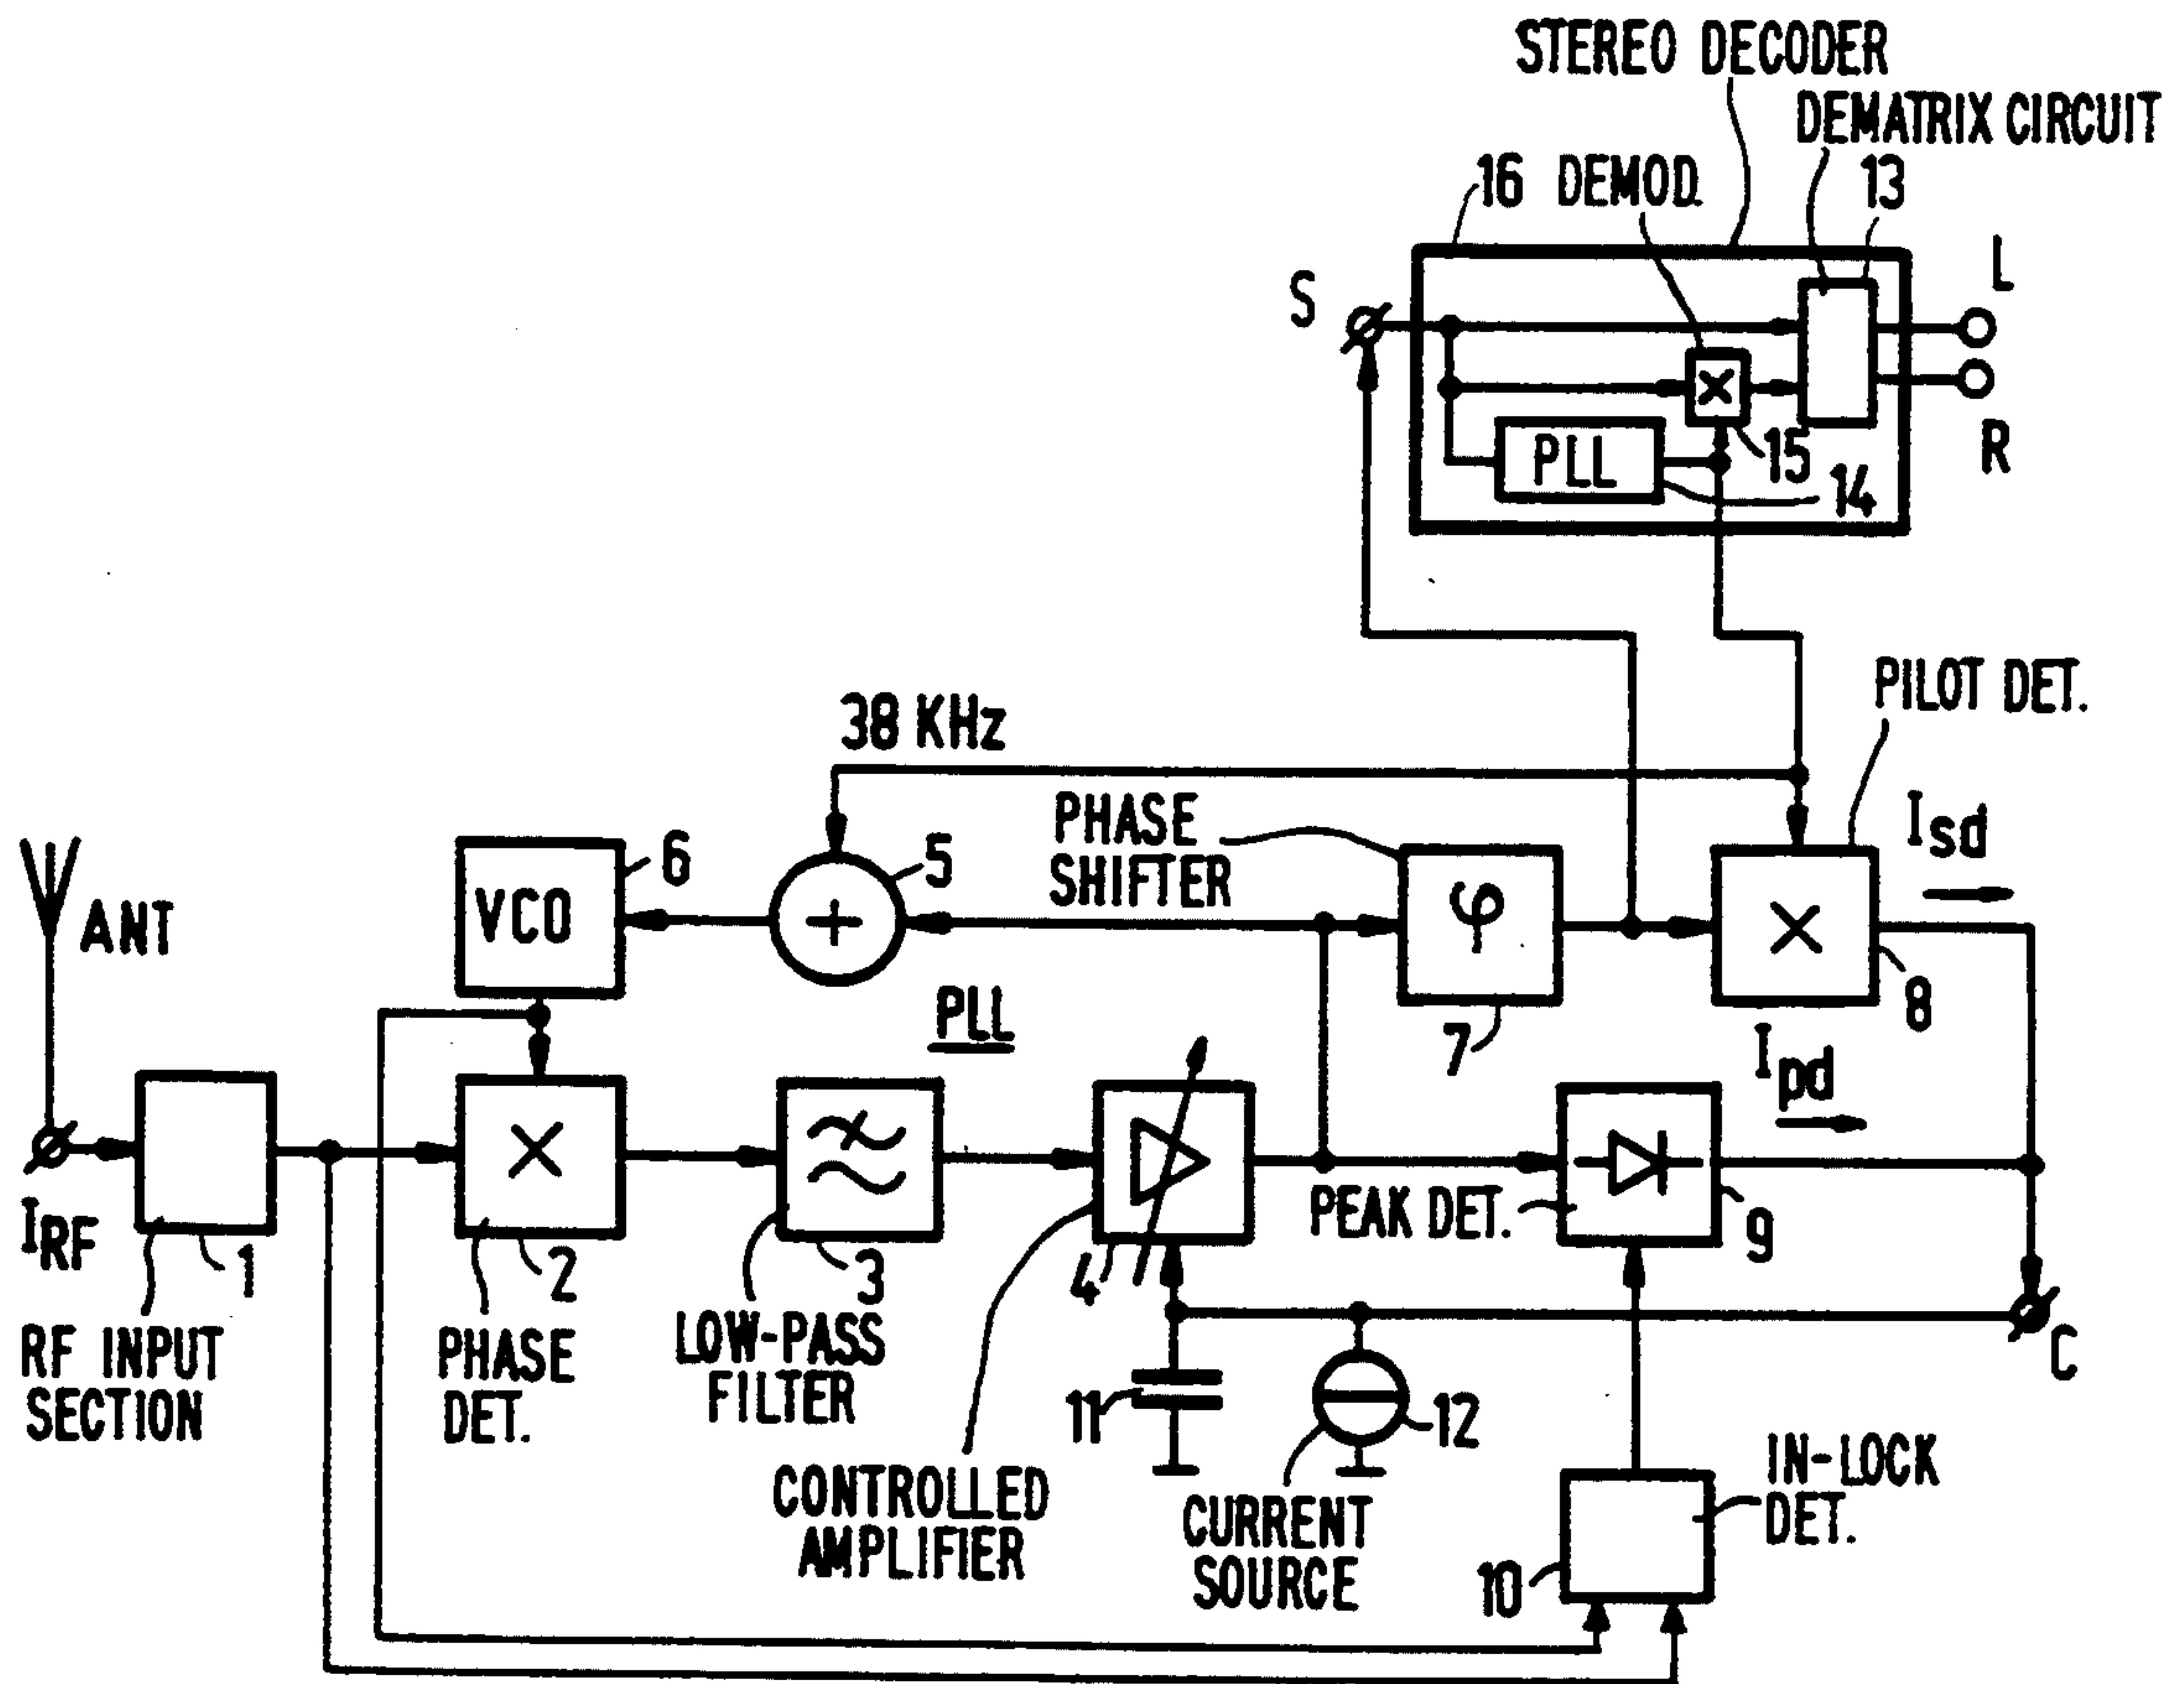 STEREO DECODER
DEMATRIX CIRCUIT
16 DEMOD.
13
S
L
×
PLL
15
14
R
38 KHz
PILOT DET.
PHASE
SHIFTER
Isd
VCO
6
5
+
φ
×
8
ANT
PLL
7
Ipd
IRF
1
×
2
3
4
PEAK DET.
9
RF INPUT
SECTION
PHASE
DET.
LOW-PASS
FILTER
11
12
C
CONTROLLED
AMPLIFIER
CURRENT
SOURCE
IN-LOCK
DET.
10